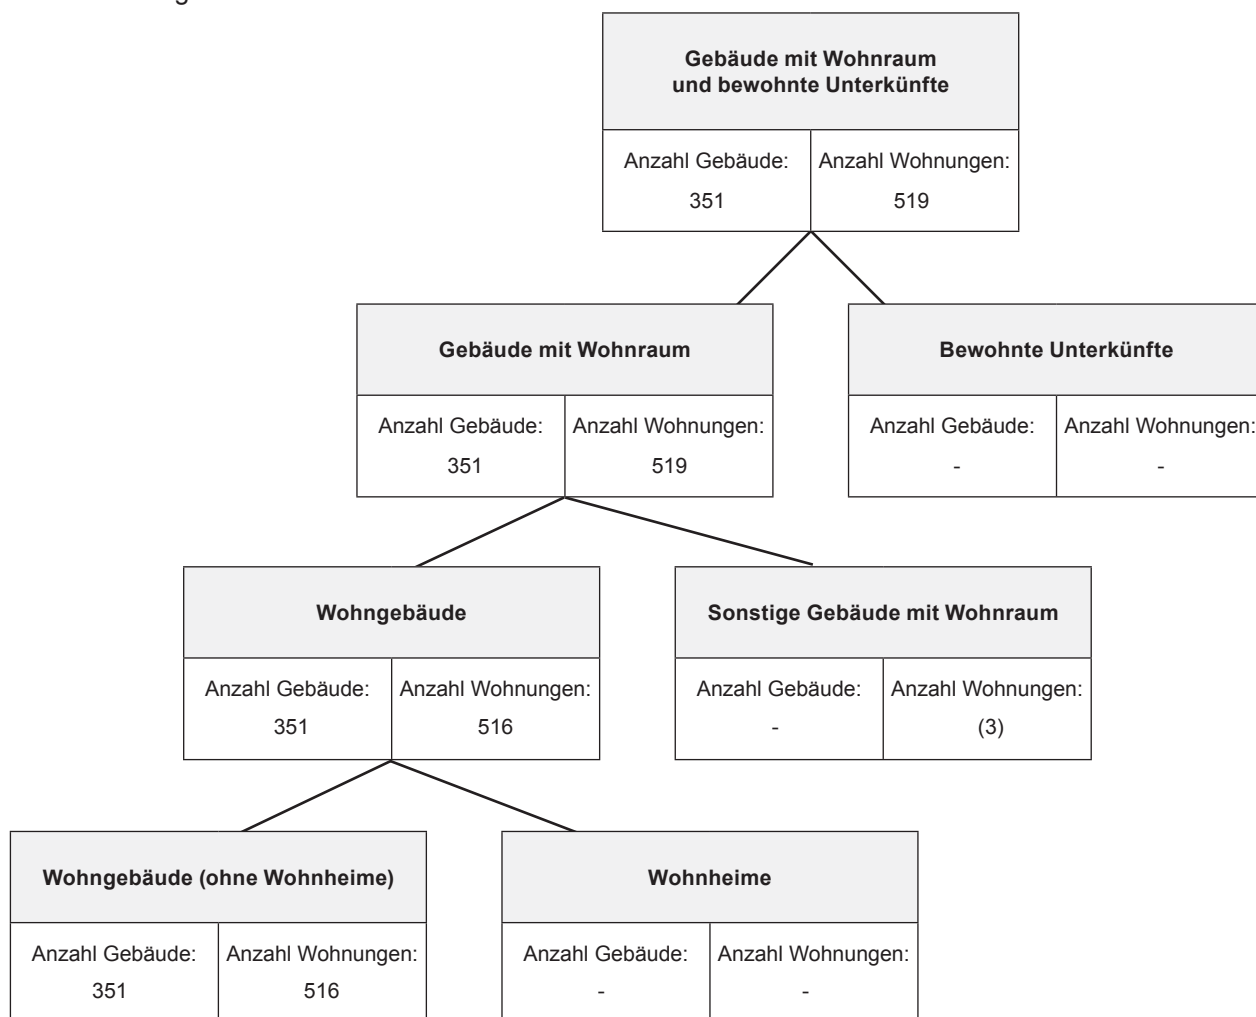 Gebäude mit Wohnraum
und bewohnte Unterkünfte
Anzahl Gebäude: Anzahl Wohnungen:
351 519
Gebäude mit Wohnraum
Anzahl Gebäude: Anzahl Wohnungen:
351 519
Bewohnte Unterkünfte
Anzahl Gebäude: Anzahl Wohnungen:
- -
Wohngebäude
Anzahl Gebäude: Anzahl Wohnungen:
351 516
Sonstige Gebäude mit Wohnraum
Anzahl Gebäude: Anzahl Wohnungen:
- (3)
Wohngebäude (ohne Wohnheime)
Anzahl Gebäude: Anzahl Wohnungen:
351 516
Wohnheime
Anzahl Gebäude: Anzahl Wohnungen:
- -